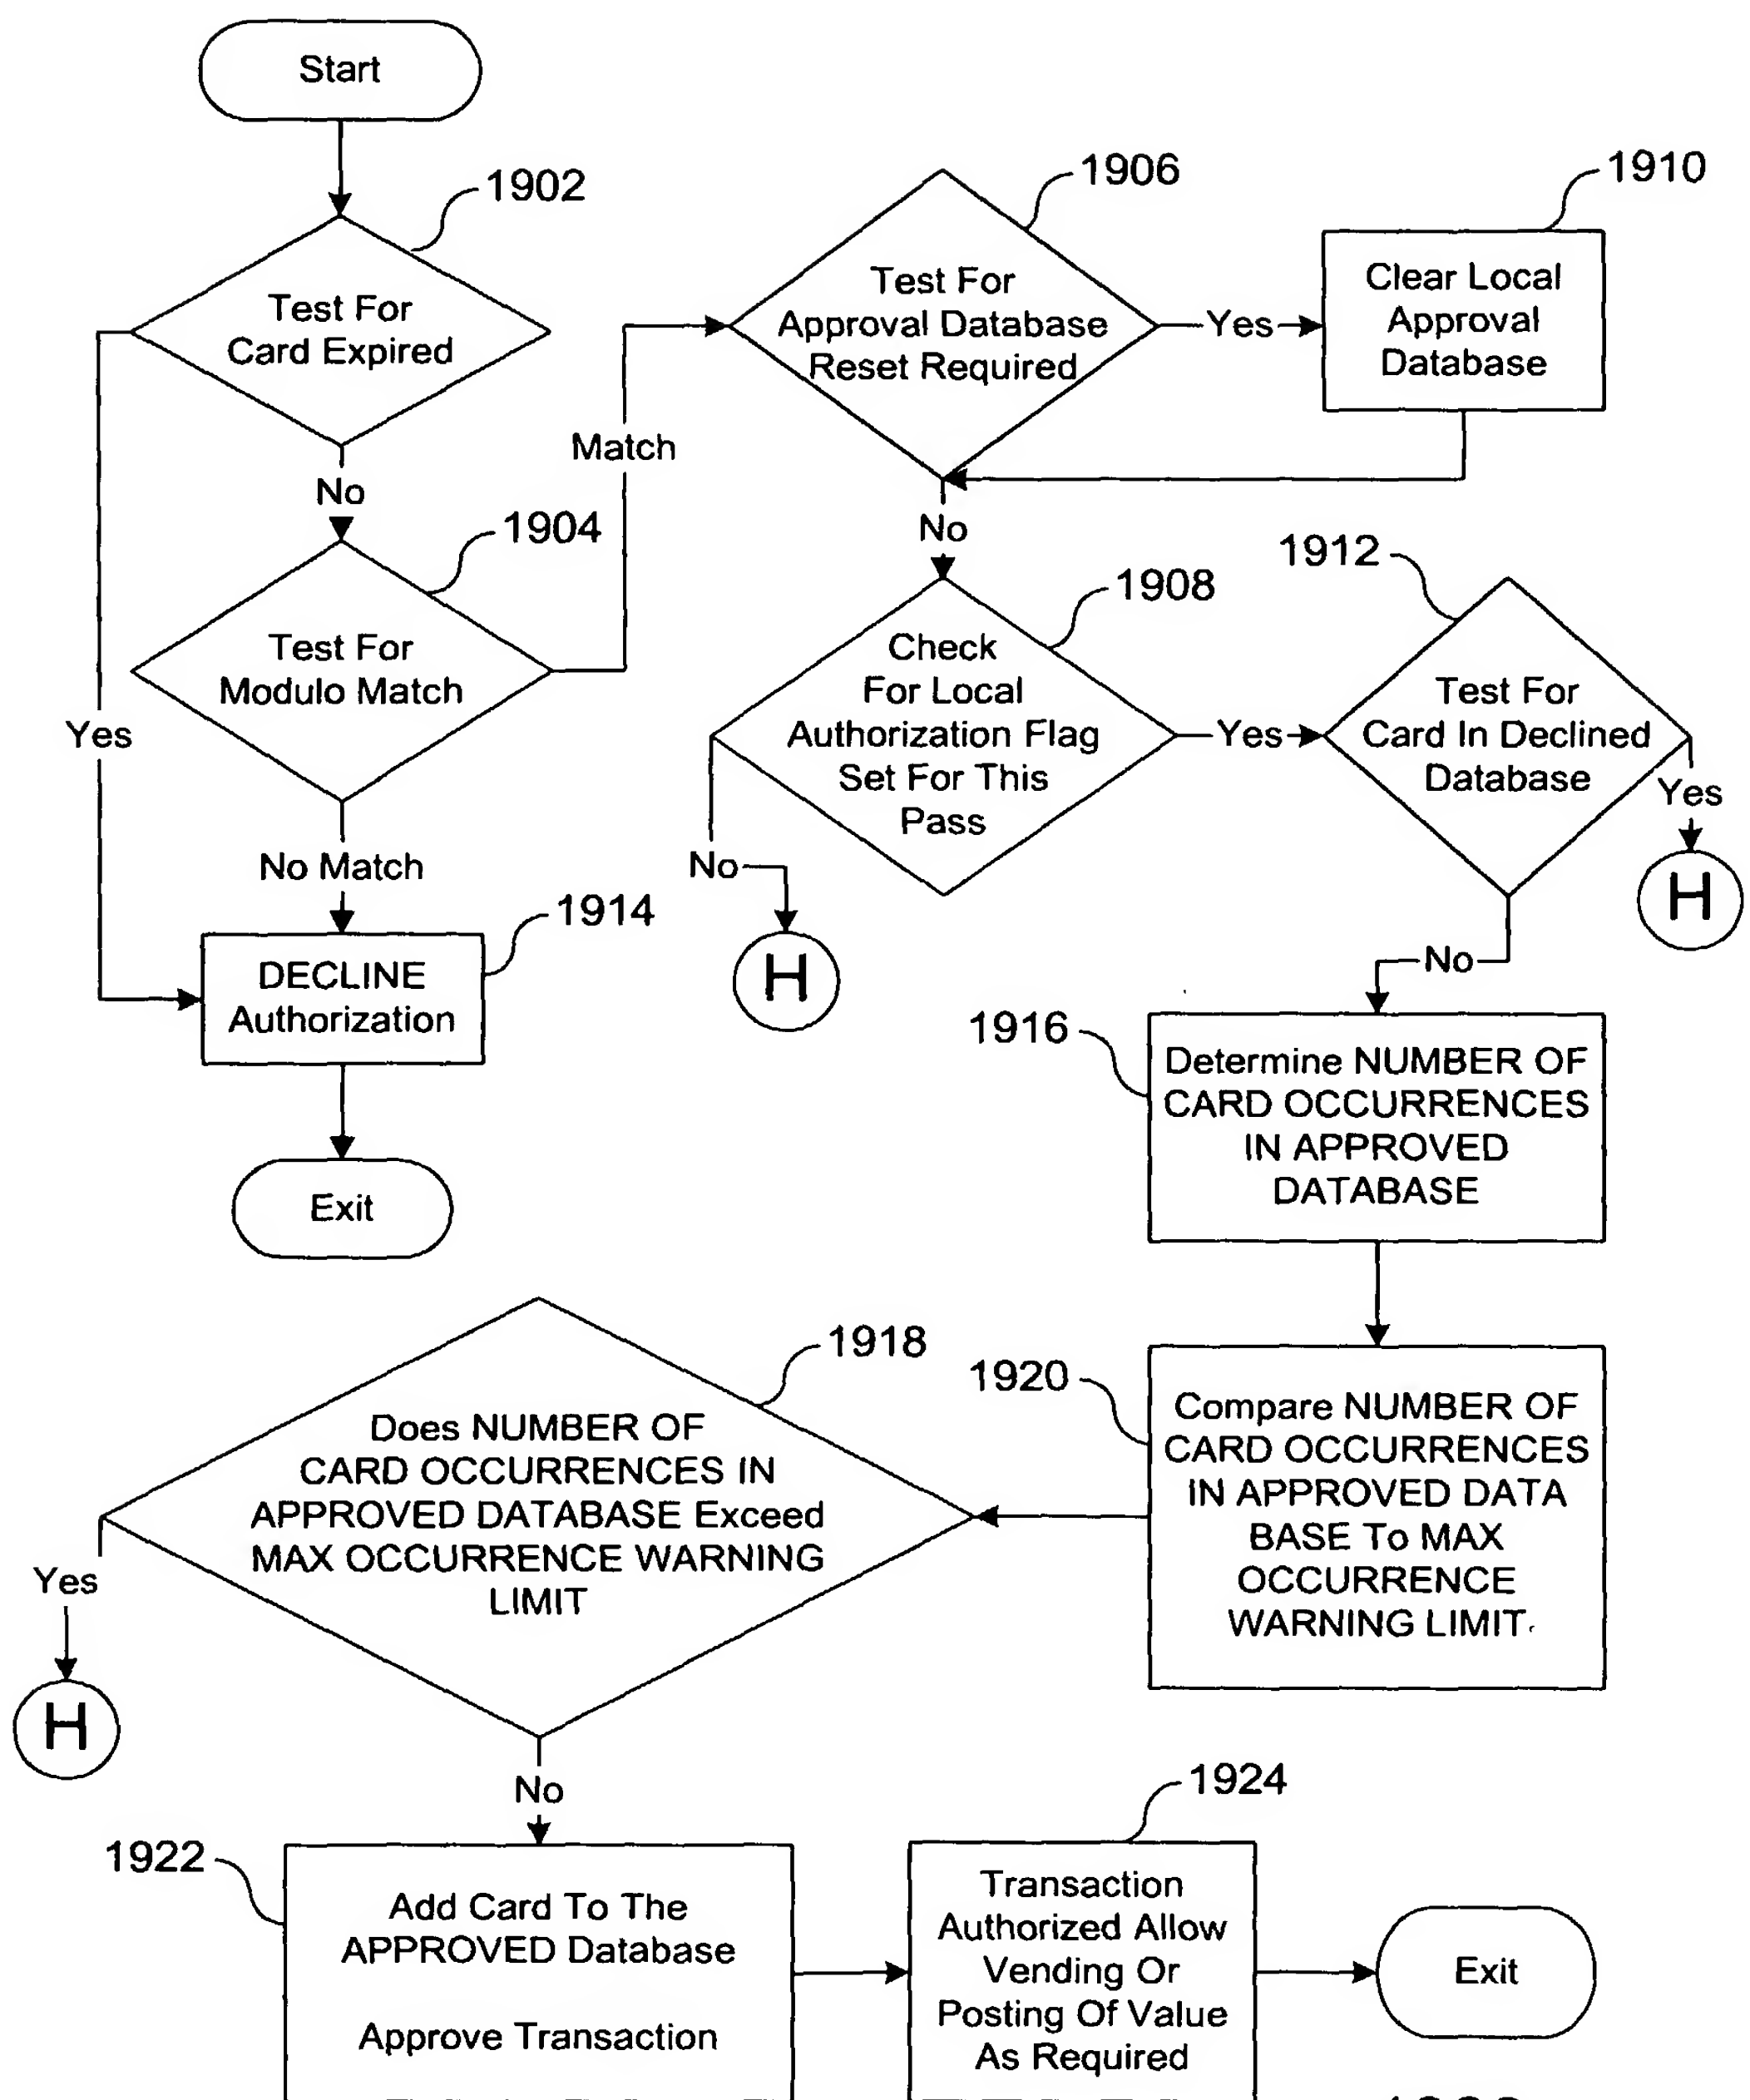 Start
1902
Test For
Card Expired
No
Yes
1904
Test For
Modulo Match
Match
No Match
1914
DECLINE
Authorization
Exit
1906
Test For
Approval Database
Reset Required
Yes
1910
Clear Local
Approval
Database
No
1908
Check
For Local
Authorization Flag
Set For This
Pass
Yes
No
H
1912
Test For
Card In Declined
Database
Yes
H
No
1916
Determine NUMBER OF
CARD OCCURRENCES
IN APPROVED
DATABASE
1920
Compare NUMBER OF
CARD OCCURRENCES
IN APPROVED DATA
BASE To MAX
OCCURRENCE
WARNING LIMIT.
1918
Does NUMBER OF
CARD OCCURRENCES IN
APPROVED DATABASE Exceed
MAX OCCURRENCE WARNING
LIMIT
Yes
H
No
1922
Add Card To The
APPROVED Database
Approve Transaction
1924
Transaction
Authorized Allow
Vending Or
Posting Of Value
As Required
Exit